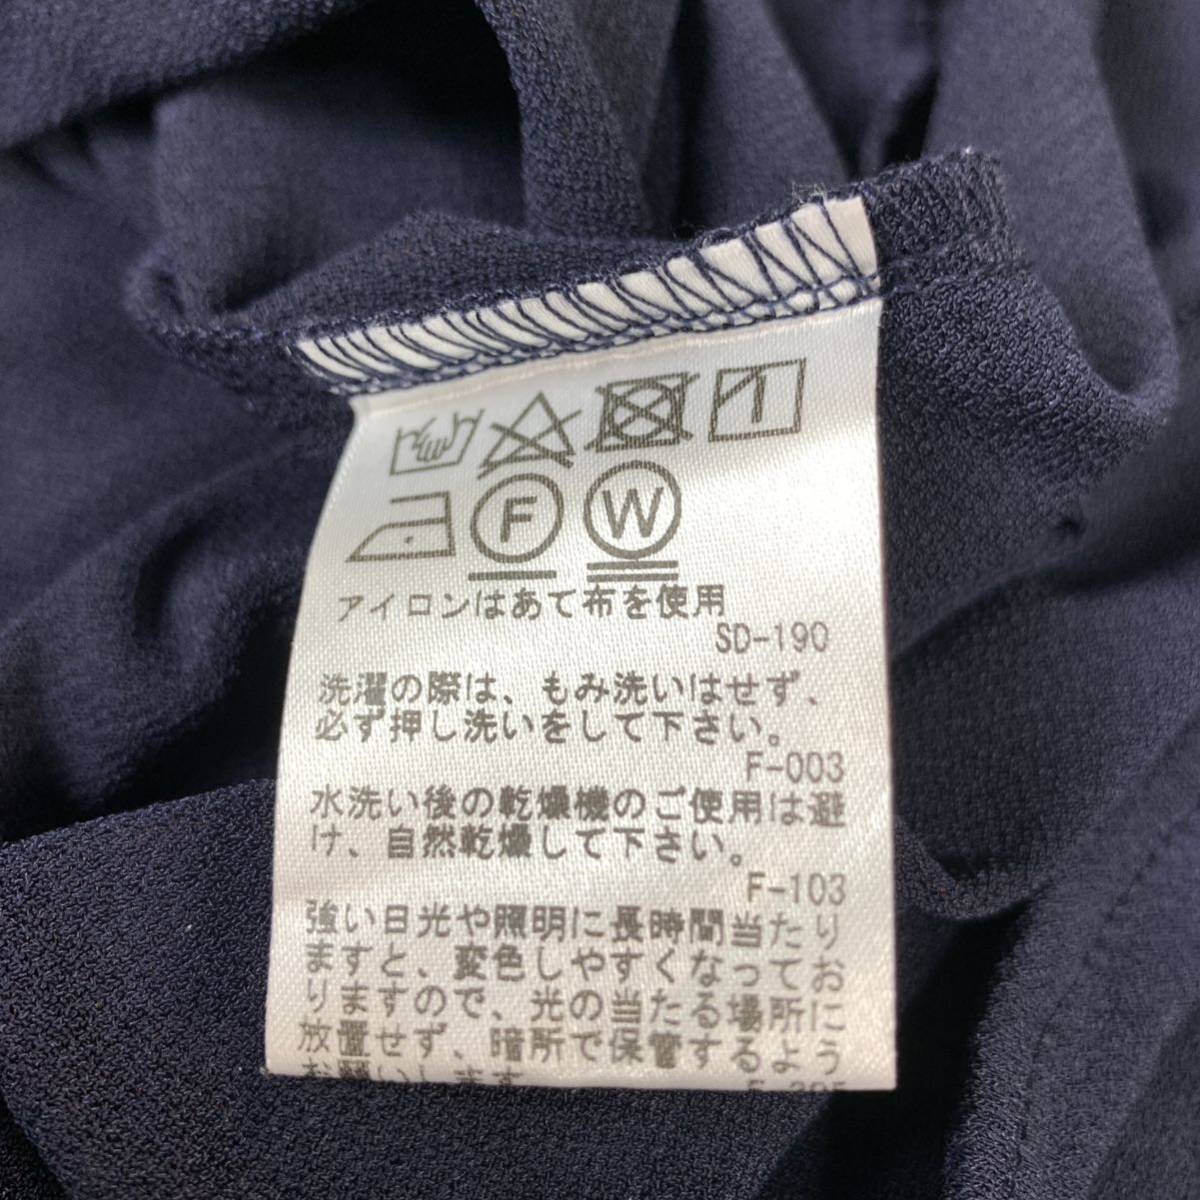 F W
アイロンはあて布を使用
SD-190
洗濯の際は、もみ洗いはせず、
必ず押し洗いをして下さい。
F-003
水洗い後の乾燥機のご使用は避
け、自然乾燥して下さい。
F-103
強い日光や照明に長時間当たり
ますと、変色しやすくなってお
りますので、光の当たる場所に
放置せず、暗所で保管するよう
お願いします